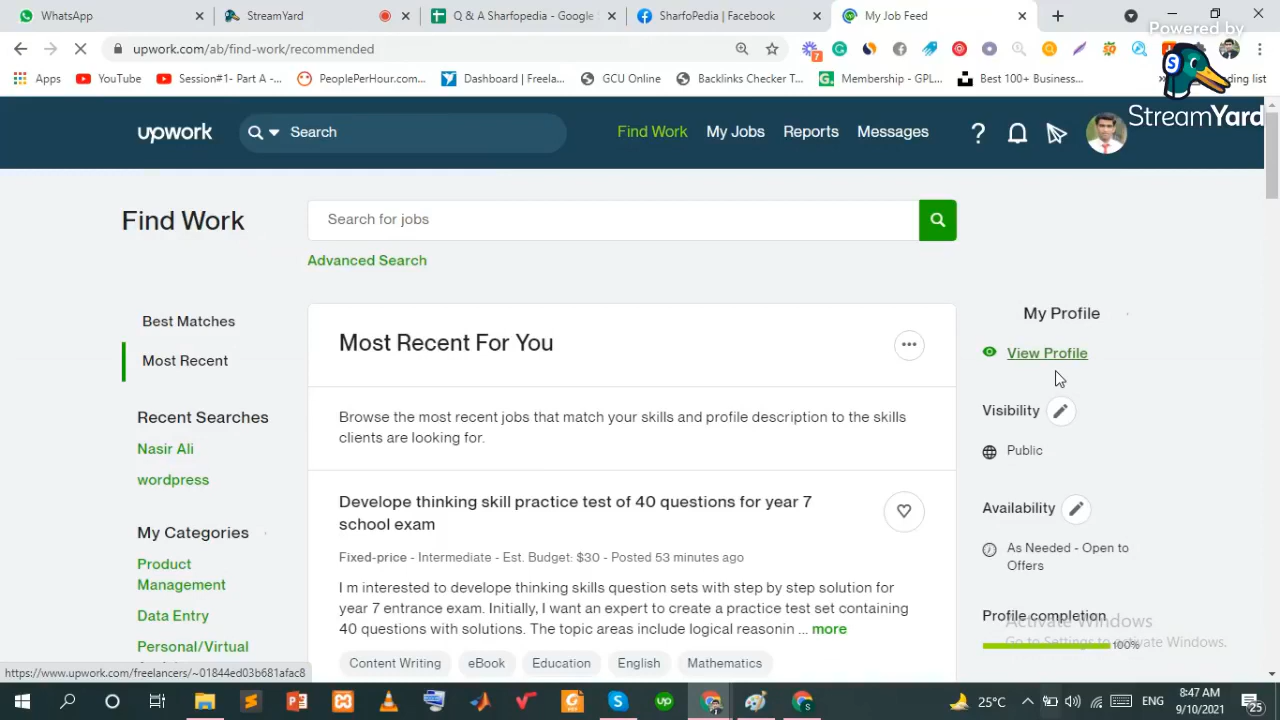 WhatsApp
StreamYard
Q & A Sharfopedia - Google
SharfoPedia | Facebook
My Job Feed
Powered by
StreamYard
upwork.com/ab/find-work/recommended
7
Apps
YouTube
Session#1- Part A -...
PeoplePerHour.com...
Dashboard | Freela...
GCU Online
Backlinks Checker T...
Membership - GPL...
Best 100+ Business...
upwork
Search
Find Work
My Jobs
Reports
Messages
Find Work
Search for jobs
Advanced Search
Best Matches
Most Recent
Recent Searches
Nasir Ali
wordpress
My Categories
Product
Management
Data Entry
Personal/Virtual
Most Recent For You
Browse the most recent jobs that match your skills and profile description to the skills
clients are looking for.
Develope thinking skill practice test of 40 questions for year 7
school exam
Fixed-price - Intermediate - Est. Budget: $30 - Posted 53 minutes ago
I m interested to develope thinking skills question sets with step by step solution for
year 7 entrance exam. Initially, I want an expert to create a practice test set containing
40 questions with solutions. The topic areas include logical reasonin ... more
Content Writing
eBook
Education
English
Mathematics
My Profile
View Profile
Visibility
Public
Availability
As Needed - Open to
Offers
Profile completion
100%
Activate Windows
Go to Settings to activate Windows.
https://www.upwork.com/freelancers/~01844ed03b681afac8
25°C
ENG
8:47 AM
9/10/2021
25